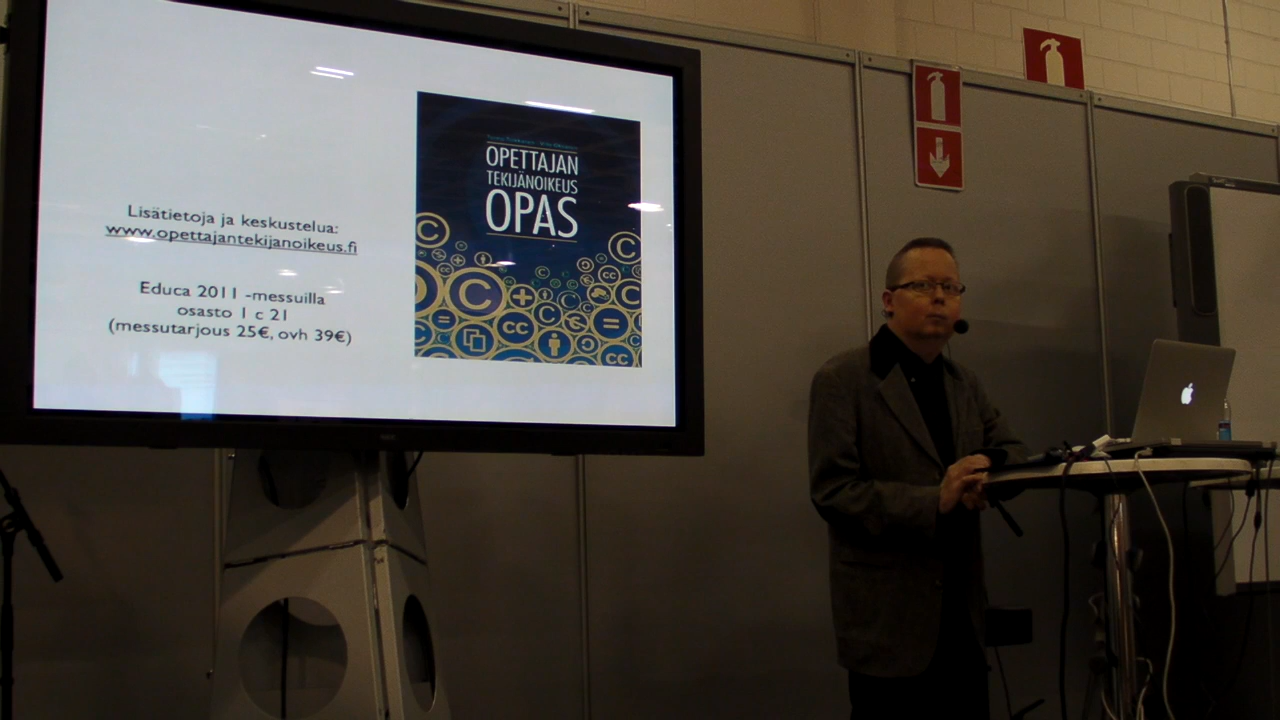 Lisätietoja ja keskustelua:
www.opettajantekijanoikeus.fi
Educa 2011 -messuilla
osasto 1 c 21
(messutarjous 25€, ovh 39€)
OPETTAJAN
TEKIJÄNOIKEUS
OPAS